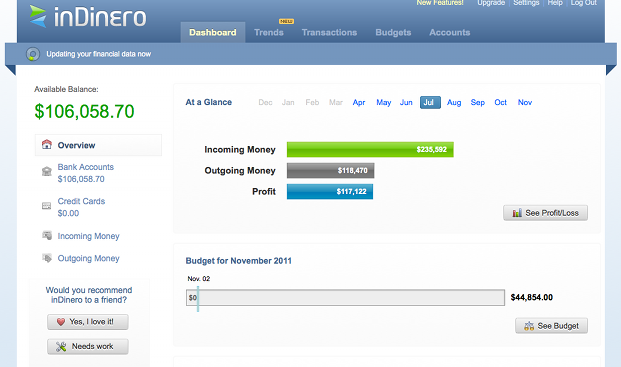 New Features! Upgrade Settings Help Log Out
inDinero
NEW
Dashboard Trends Transactions Budgets Accounts
Updating your financial data now
Available Balance:
$106,058.70
Overview
Bank Accounts
$106,058.70
Credit Cards
$0.00
Incoming Money
Outgoing Money
Would you recommend
inDinero to a friend?
Yes, I love it!
Needs work
At a Glance Dec Jan Feb Mar Apr May Jun Jul Aug Sep Oct Nov
Incoming Money $235,592
Outgoing Money $118,470
Profit $117,122
See Profit/Loss
Budget for November 2011
Nov. 02
$0 $44,854.00
See Budget